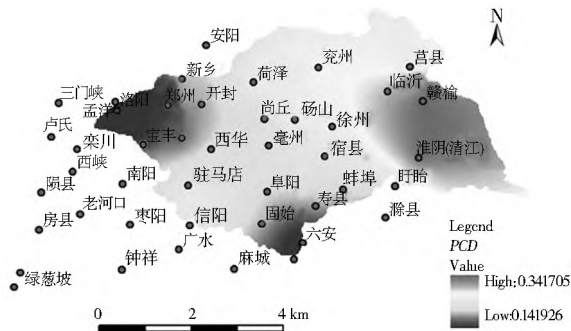 安阳
N
新乡
兖州
莒县
菏泽
临沂
三门峡
洛阳
郑州
开封
赣榆
孟津
尚丘
砀山
徐州
卢氏
宝丰
栾川
西华
亳州
宿县
淮阴(清江)
西峡
南阳
驻马店
阜阳
蚌埠
盱眙
郧县
寿县
老河口
枣阳
信阳
固始
滁县
房县
六安
广水
绿葱坡
钟祥
麻城
Legend
PCD
Value
High:0.341705
Low:0.141926
0 2 4 km